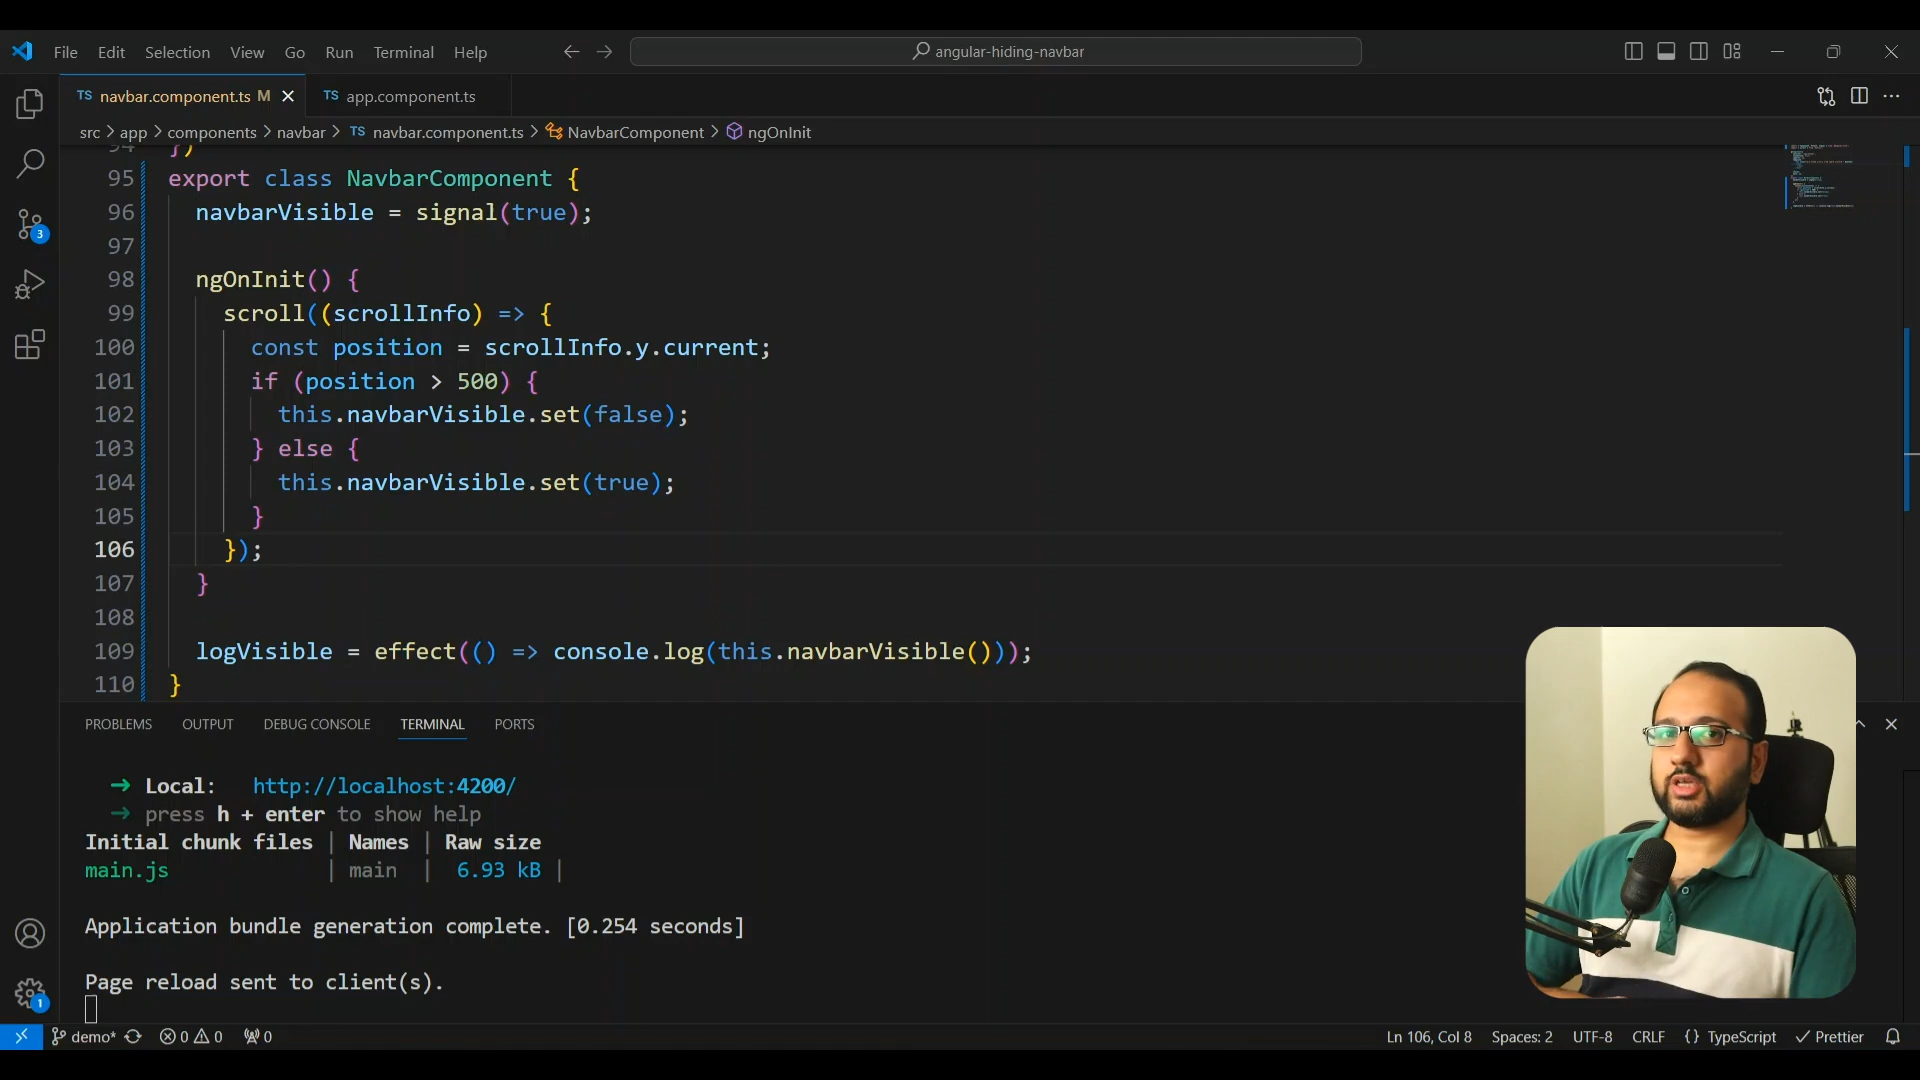 File Edit Selection View Go Run Terminal Help
angular-hiding-navbar
TS navbar.component.ts M
TS app.component.ts
src > app > components > navbar > TS navbar.component.ts > NavbarComponent > ngOnInit
94 })
95 export class NavbarComponent {
96 navbarVisible = signal(true);
97
98 ngOnInit() {
99 scroll((scrollInfo) => {
100 const position = scrollInfo.y.current;
101 if (position > 500) {
102 this.navbarVisible.set(false);
103 } else {
104 this.navbarVisible.set(true);
105 }
106 });
107 }
108
109 logVisible = effect(() => console.log(this.navbarVisible()));
110 }
3
PROBLEMS OUTPUT DEBUG CONSOLE TERMINAL PORTS
➜ Local: http://localhost:4200/
➜ press h + enter to show help
Initial chunk files | Names | Raw size
main.js | main | 6.93 kB |
Application bundle generation complete. [0.254 seconds]
Page reload sent to client(s).
1
demo* 0 0 0
Ln 106, Col 8 Spaces: 2 UTF-8 CRLF {} TypeScript Prettier